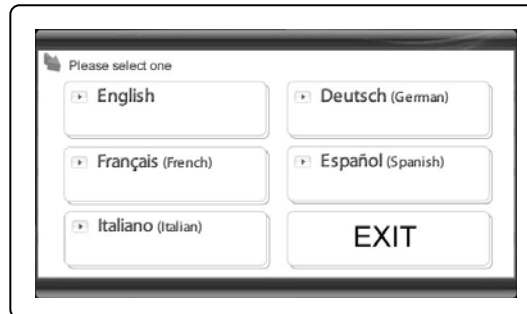 Please select one
English
Deutsch (German)
Français (French)
Español (Spanish)
Italiano (Italian)
EXIT